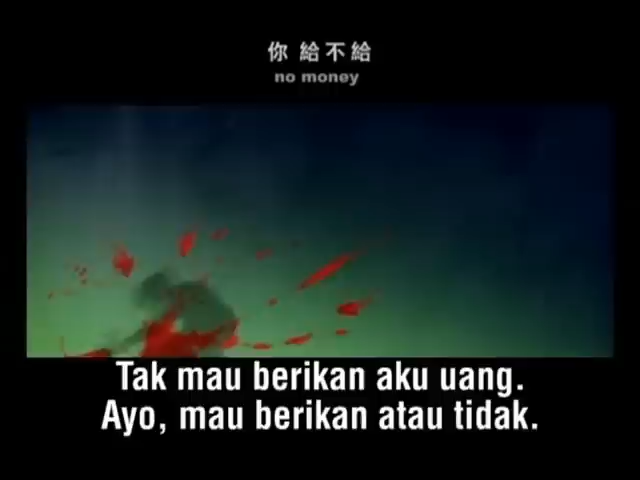 你 給不給
no money
Tak mau berikan aku uang.
Ayo, mau berikan atau tidak.